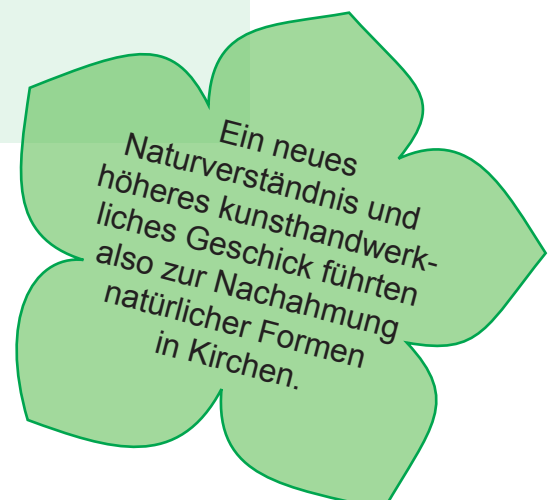 Ein neues
Naturverständnis und
höheres kunsthandwerk-
liches Geschick führten
also zur Nachahmung
natürlicher Formen
in Kirchen.